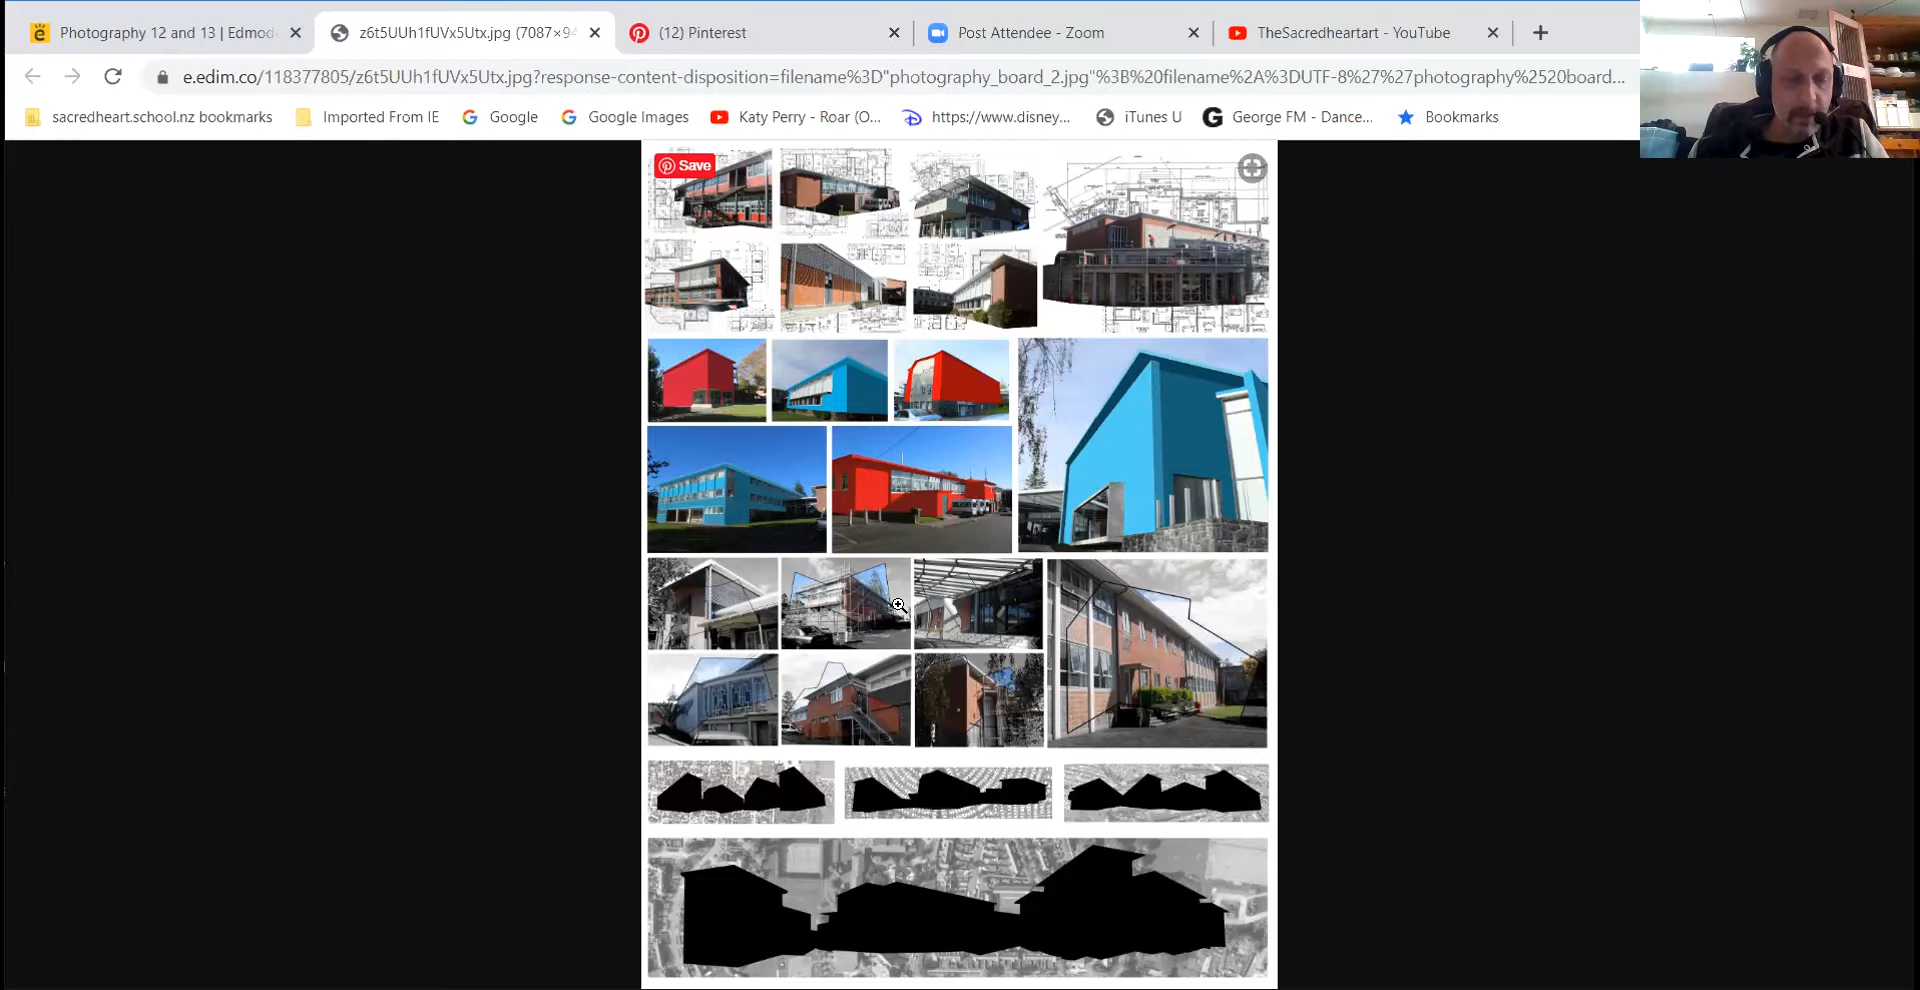 Photography 12 and 13 | Edmod
z6t5UUh1fUVx5Utx.jpg (7087×94
(12) Pinterest
Post Attendee - Zoom
TheSacredheartart - YouTube
e.edim.co/118377805/z6t5UUh1fUVx5Utx.jpg?response-content-disposition=filename%3D"photography_board_2.jpg"%3B%20filename%2A%3DUTF-8%27%27photography%2520board...
sacredheart.school.nz bookmarks
Imported From IE
Google
Google Images
Katy Perry - Roar (O...
https://www.disney...
iTunes U
George FM - Dance...
Bookmarks
Save